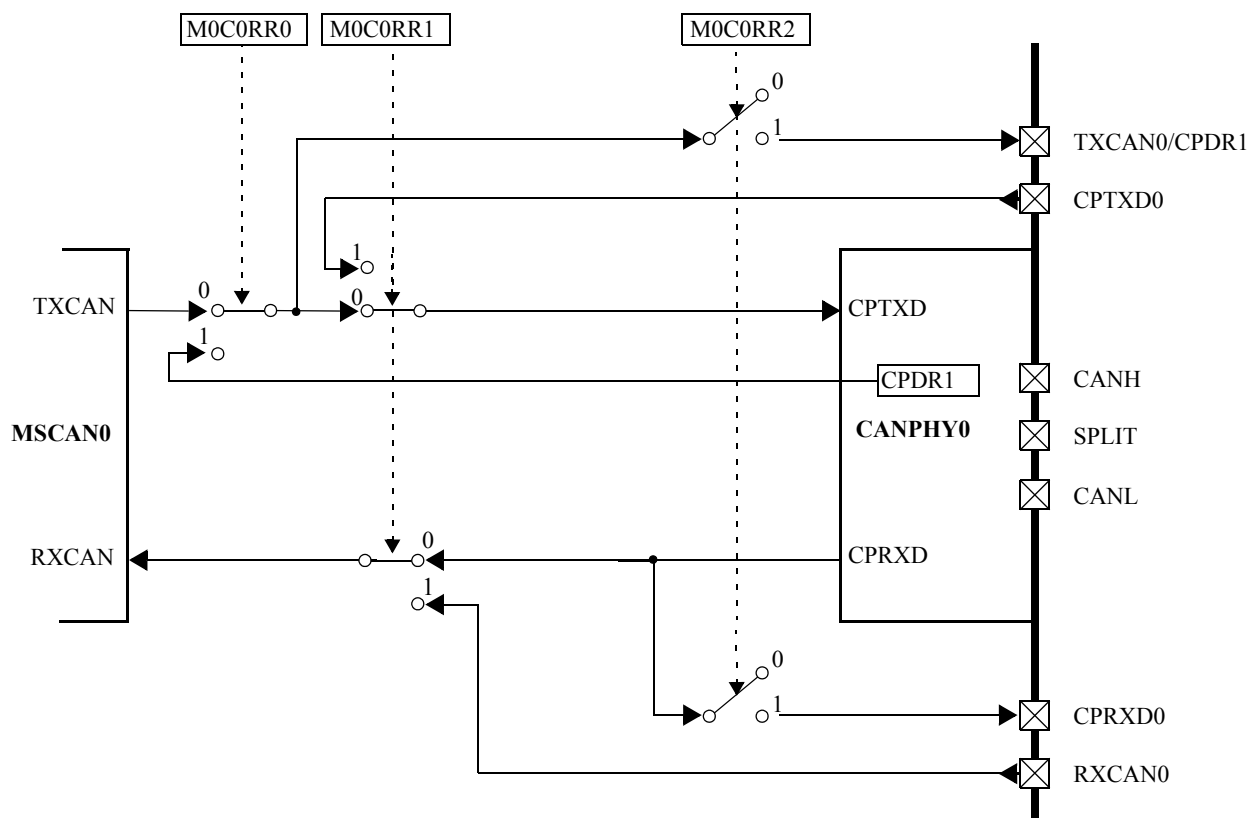 M0C0RR0
M0C0RR1
M0C0RR2
0
1
TXCAN0/CPDR1
CPTXD0
1
TXCAN
0
0
CPTXD
1
CPDR1
CANH
MSCAN0
CANPHY0
SPLIT
CANL
RXCAN
0
CPRXD
1
0
1
CPRXD0
RXCAN0